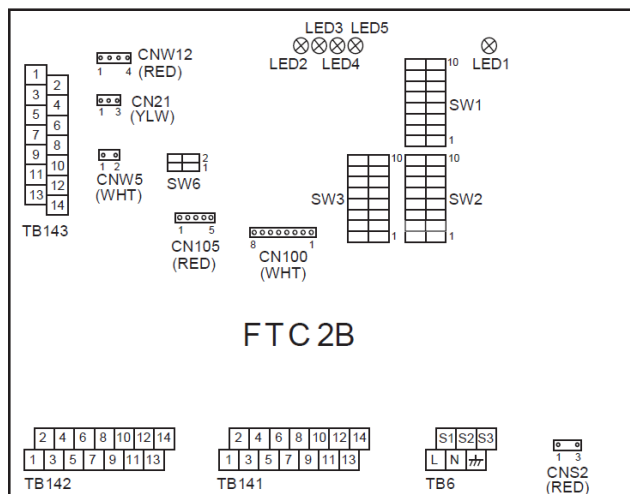 LED3 LED5
LED2 LED4
LED1
CNW12
(RED)
1 4
CN21
(YLW)
1 3
CNW5
(WHT)
1 2
1
2
3
4
5
6
7
8
9
10
11
12
13
14
TB143
2
1
SW6
10
SW1
1
10
SW3
1
10
SW2
1
1 5
CN105
(RED)
8 1
CN100
(WHT)
FTC2B
2 4 6 8 10 12 14
1 3 5 7 9 11 13
TB142
2 4 6 8 10 12 14
1 3 5 7 9 11 13
TB141
S1 S2 S3
L N
TB6
1 3
CNS2
(RED)